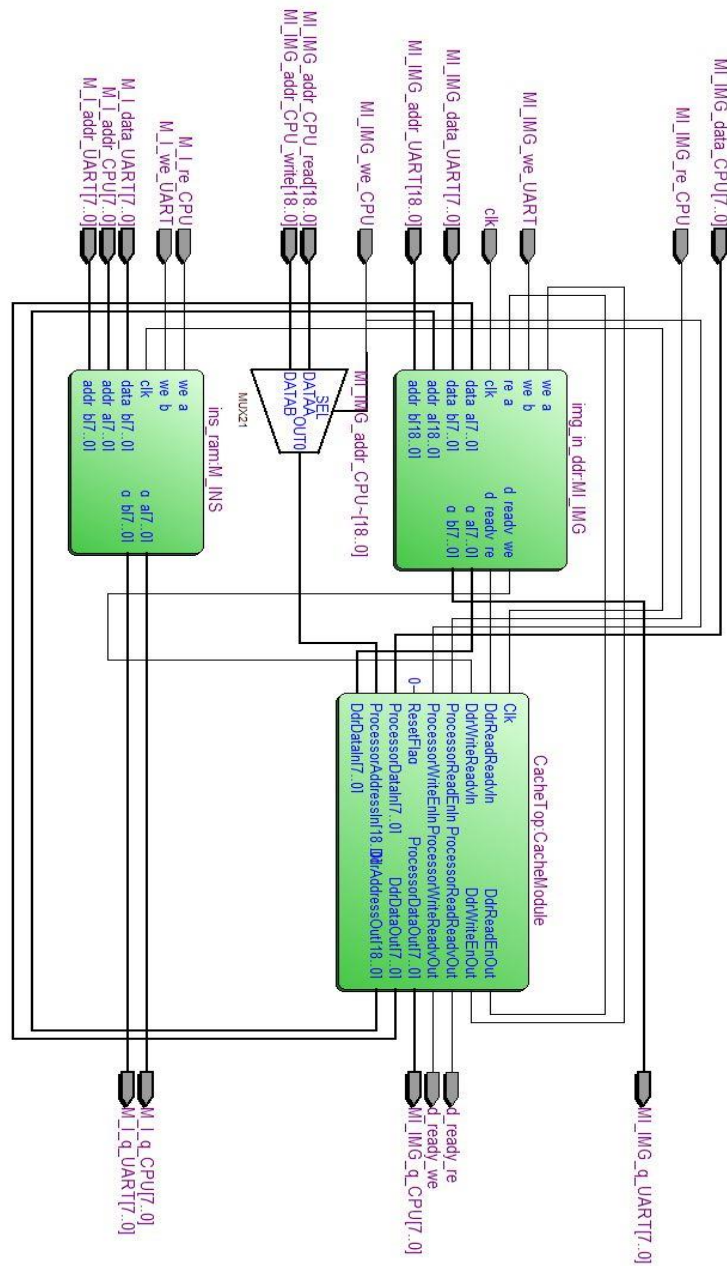 MI_IMG_data_CPU[7..0]
MI_IMG_re_CPU
MI_IMG_we_UART
clk
MI_IMG_data_UART[7..0]
MI_IMG_addr_UART[18..0]
MI_IMG_we_CPU
MI_IMG_addr_CPU_read[18..0]
MI_IMG_addr_CPU_write[18..0]
M_I_re_CPU
M_I_we_UART
M_I_data_UART[7..0]
M_I_addr_CPU[7..0]
M_I_addr_UART[7..0]
img_in_ddr:MI_IMG
we a
we b
re a
clk
data a[7..0]
data b[7..0]
addr a[18..0]
addr b[18..0]
d ready we
d ready re
q a[7..0]
q b[7..0]
MI_IMG_addr_CPU~[18..0]
SEL
DATAA
DATAB
OUT0
MUX21
ins_ram:M_INS
we a
we b
clk
data b[7..0]
addr a[7..0]
addr b[7..0]
q a[7..0]
q b[7..0]
CacheTop:CacheModule
Clk
DdrReadReadyIn
DdrWriteReadyIn
ProcessorReadEnIn
ProcessorWriteEnIn
0
ResetFlag
ProcessorDataIn[7..0]
ProcessorAddressIn[18..0]
DdrDataIn[7..0]
DdrReadEnOut
DdrWriteEnOut
ProcessorReadReadyOut
ProcessorWriteReadyOut
ProcessorDataOut[7..0]
DdrDataOut[7..0]
DdrAddressOut[18..0]
MI_IMG_q_UART[7..0]
d_ready_re
d_ready_we
MI_IMG_q_CPU[7..0]
M_I_q_CPU[7..0]
M_I_q_UART[7..0]